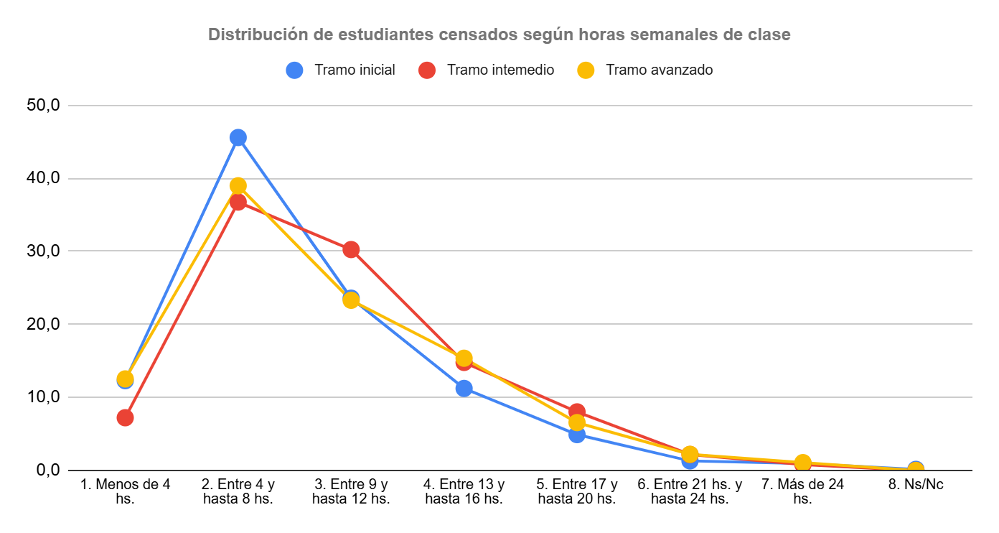 Distribución de estudiantes censados según horas semanales de clase
Tramo inicial
Tramo intemedio
Tramo avanzado
50,0
40,0
30,0
20,0
10,0
0,0
1. Menos de 4
hs.
2. Entre 4 y
hasta 8 hs.
3. Entre 9 y
hasta 12 hs.
4. Entre 13 y
hasta 16 hs.
5. Entre 17 y
hasta 20 hs.
6. Entre 21 hs. y
hasta 24 hs.
7. Más de 24
hs.
8. Ns/Nc